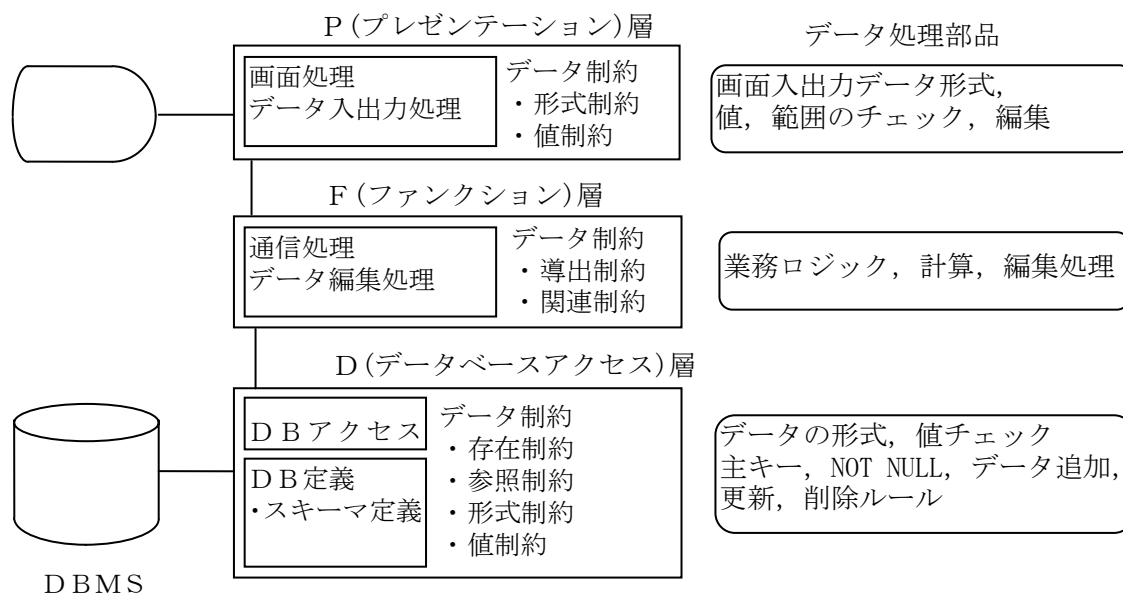 P(プレゼンテーション)層
データ処理部品
画面処理
データ入出力処理
データ制約
・形式制約
・値制約
画面入出力データ形式,
値, 範囲のチェック, 編集
F(ファンクション)層
通信処理
データ編集処理
データ制約
・導出制約
・関連制約
業務ロジック, 計算, 編集処理
D(データベースアクセス)層
DBアクセス
DB定義
・スキーマ定義
データ制約
・存在制約
・参照制約
・形式制約
・値制約
データの形式, 値チェック
主キー, NOT NULL, データ追加,
更新, 削除ルール
DBMS